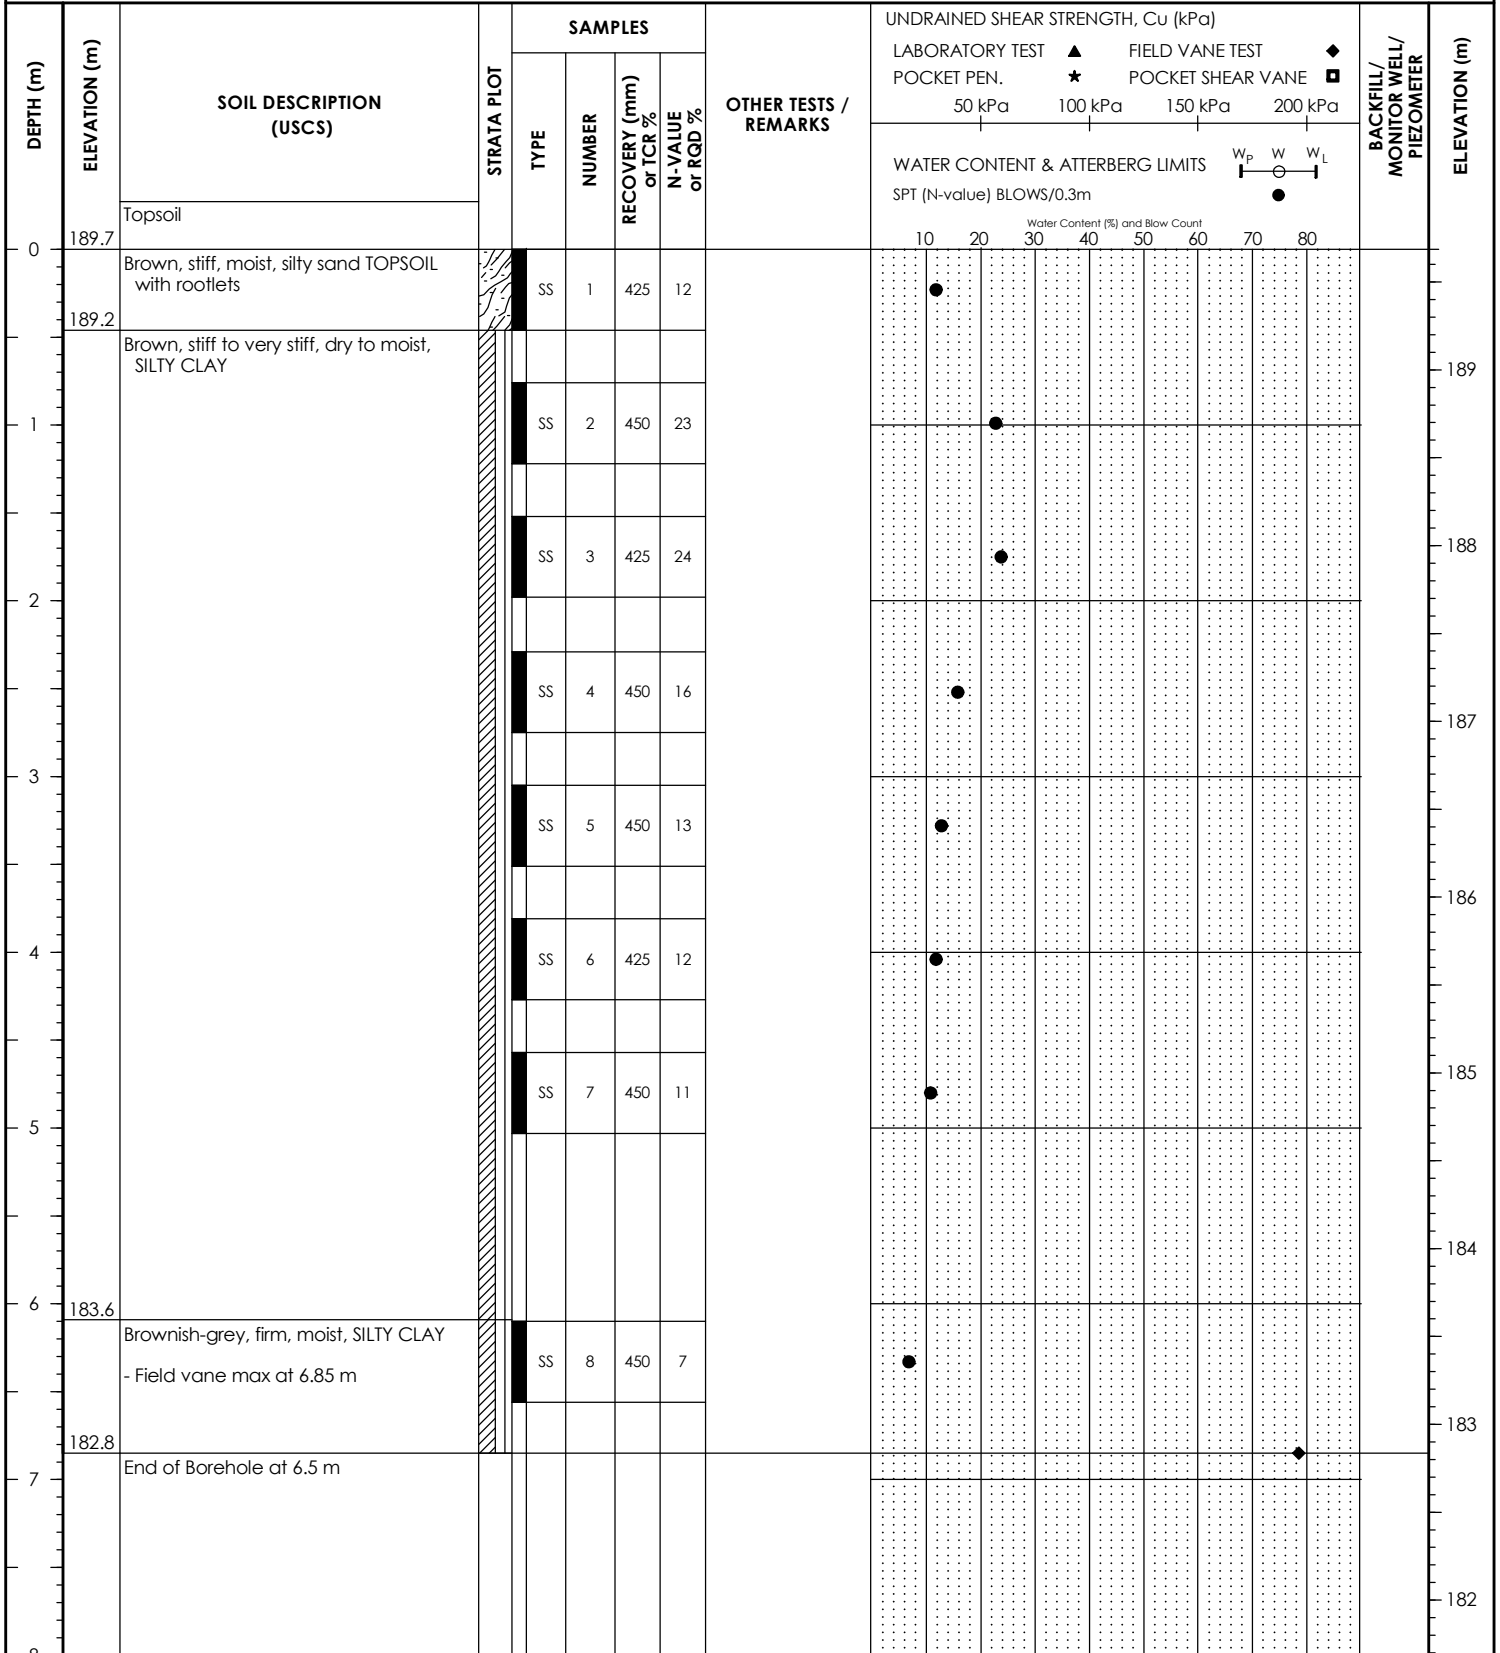 DEPTH (m)
ELEVATION (m)
SOIL DESCRIPTION
(USCS)
STRATA PLOT
SAMPLES
TYPE
NUMBER
RECOVERY (mm)
or TCR %
N-VALUE
or RQD %
OTHER TESTS /
REMARKS
UNDRAINED SHEAR STRENGTH, Cu (kPa)
LABORATORY TEST FIELD VANE TEST
POCKET PEN. POCKET SHEAR VANE
50 kPa 100 kPa 150 kPa 200 kPa
WATER CONTENT & ATTERBERG LIMITS WP W WL
SPT (N-value) BLOWS/0.3m
Water Content (%) and Blow Count
10 20 30 40 50 60 70 80
BACKFILL/
MONITOR WELL/
PIEZOMETER
ELEVATION (m)
Topsoil
0 189.7
Brown, stiff, moist, silty sand TOPSOIL
with rootlets
SS 1 425 12
189.2
Brown, stiff to very stiff, dry to moist,
SILTY CLAY
189
1 SS 2 450 23
188
SS 3 425 24
2
SS 4 450 16
187
3
SS 5 450 13
186
4 SS 6 425 12
185
SS 7 450 11
5
184
6 183.6
Brownish-grey, firm, moist, SILTY CLAY
SS 8 450 7
- Field vane max at 6.85 m
183
182.8
End of Borehole at 6.5 m
7
182